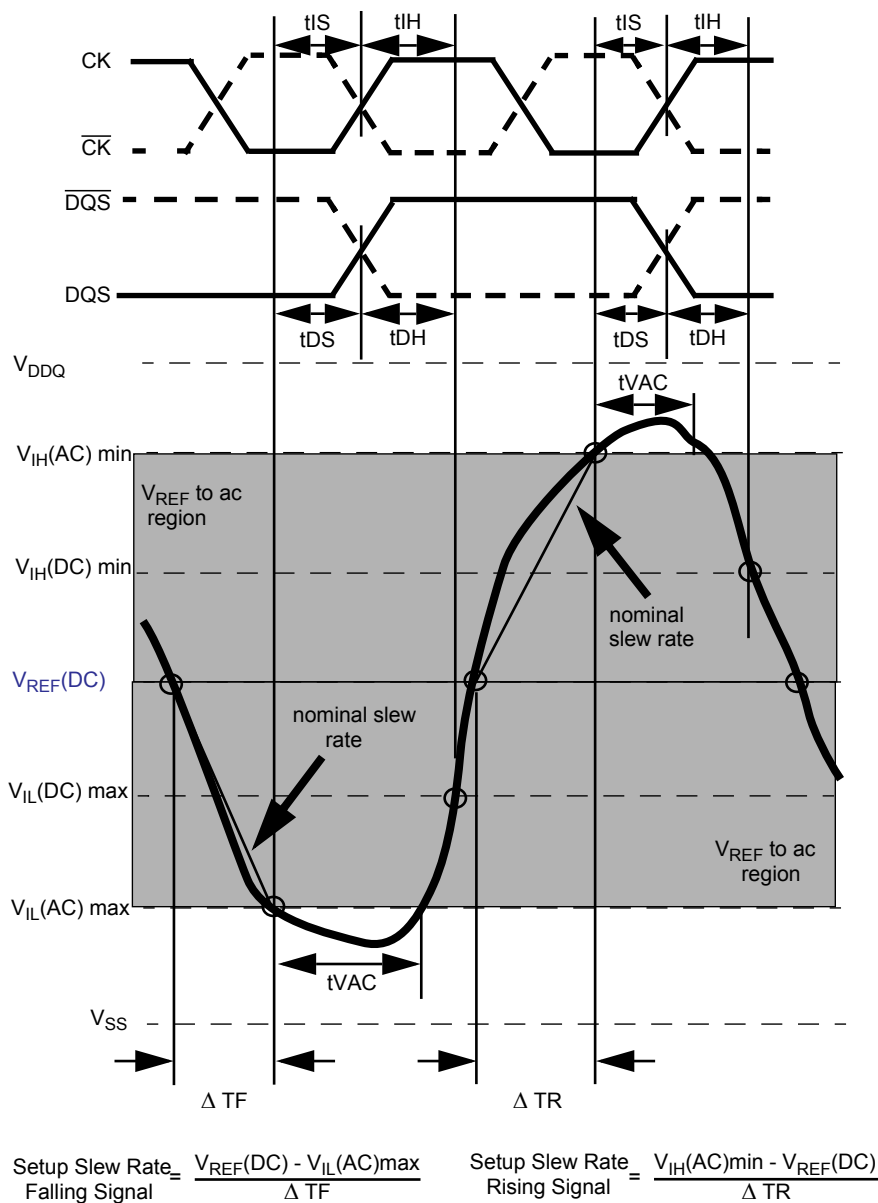 tIS tIH tIS tIH
CK
CK
DQS
DQS
tDS tDH tDS tDH
VDDQ
tVAC
VIH(AC) min
VREF to ac
region
VIH(DC) min
nominal
slew rate
VREF(DC)
nominal slew
rate
VIL(DC) max
VREF to ac
region
VIL(AC) max
tVAC
VSS
Δ TF Δ TR
Setup Slew Rate = VREF(DC) - VIL(AC)max
Falling Signal Δ TF
Setup Slew Rate = VIH(AC)min - VREF(DC)
Rising Signal Δ TR